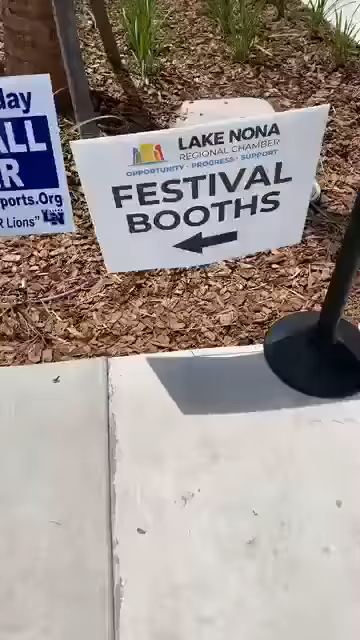 day
ALL
R
ports.Org
R Lions"
LAKE NONA
REGIONAL CHAMBER
OPPORTUNITY · PROGRESS · SUPPORT
FESTIVAL
BOOTHS